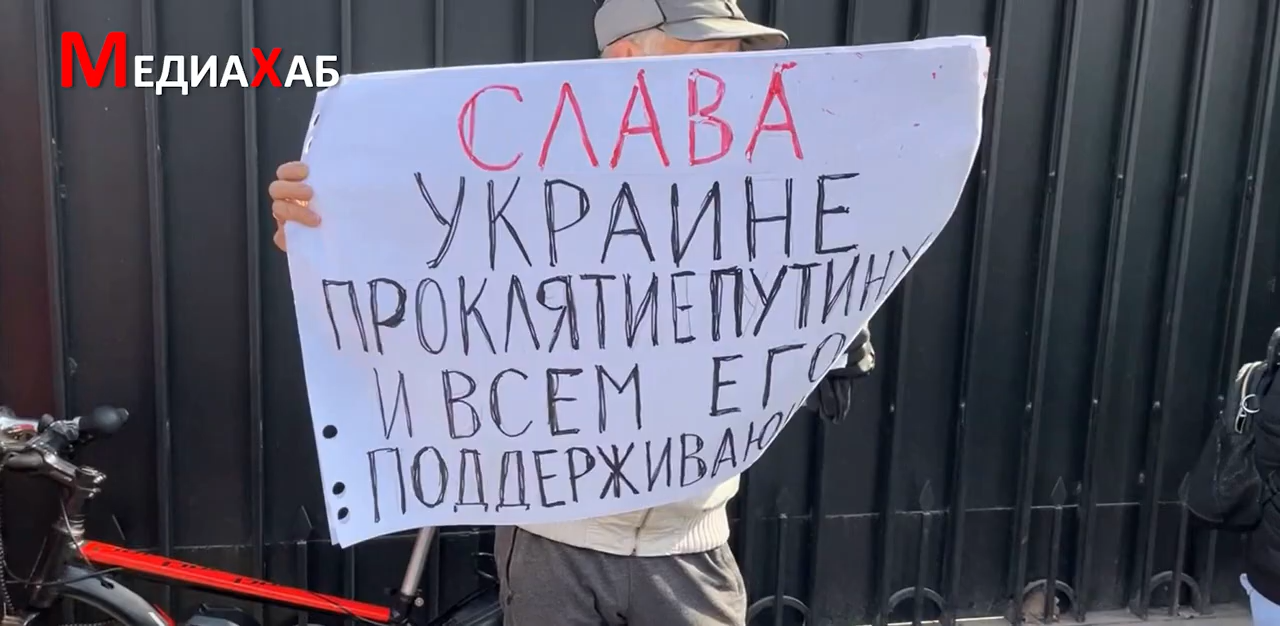 МЕДИАХАБ
СЛАВА
УКРАИНЕ
ПРОКЛЯТИЕ ПУТИНУ
И ВСЕМ ЕГО
ПОДДЕРЖИВАЮ